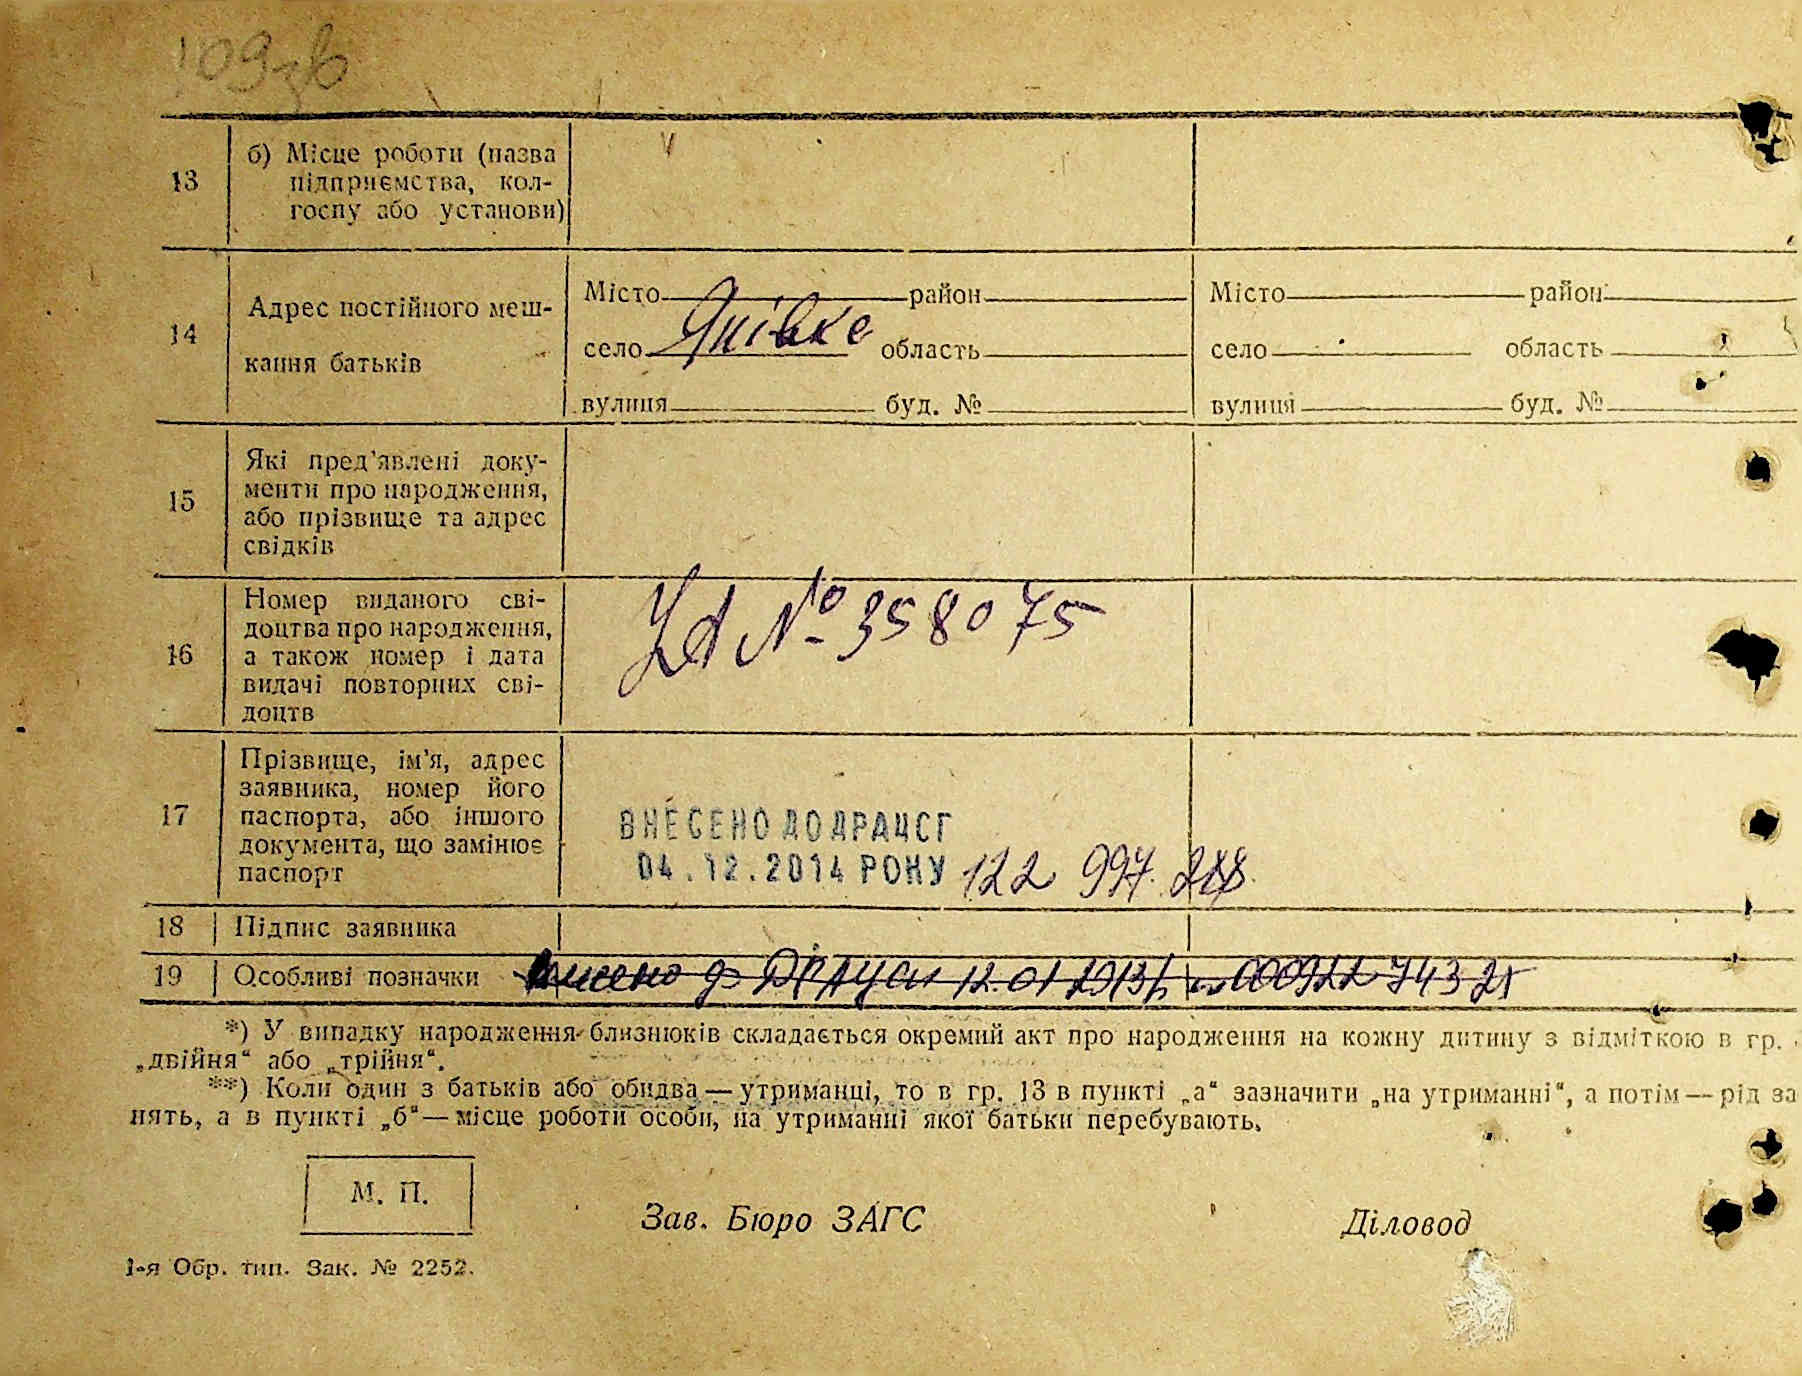 109зв
13 б) Місце роботи (назва
підприємства, кол-
госпу або установи)
14 Адрес постійного меш-
кання батьків
Місто район Місто район
село Яківке область село область
вулиця буд. № вулиця буд. №
15 Які пред'явлені доку-
менти про народження,
або прізвище та адрес
свідків
16 Номер виданого сві-
доцтва про народження,
а також номер і дата
видачі повторних сві-
доцтв
УА № 358075
17 Прізвище, ім'я, адрес
заявника, номер його
паспорта, або іншого
документа, що замінює
паспорт
ВНЕСЕНО ДО ДРАЦСГ
04.12.2014 РОКУ 122 997
18 Підпис заявника
19 Особливі позначки Внесено до 12.01
*) У випадку народження близнюків складається окремий акт про народження на кожну дитину з відміткою в гр.
„двійня“ або „трійня“.
**) Коли один з батьків або обидва — утриманці, то в гр. 13 в пункті „а“ зазначити „на утриманні“, а потім — рід за
нять, а в пункті „б“ — місце роботи особи, на утриманні якої батьки перебувають.
М. П.
Зав. Бюро ЗАГС Діловод
1-я Обр. тип. Зак. № 2252.